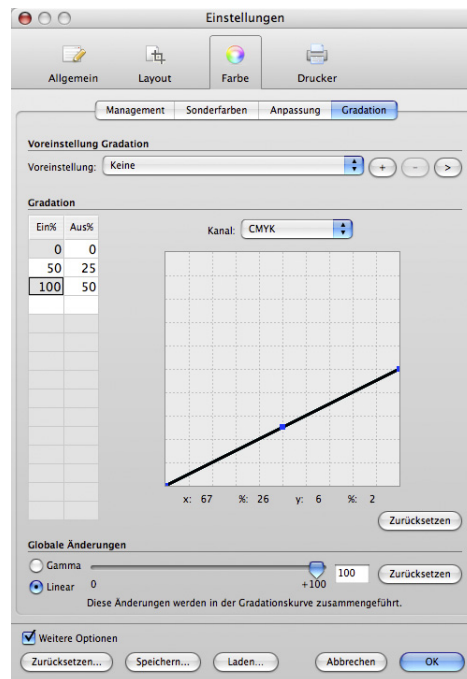 Einstellungen
Allgemein Layout Farbe Drucker
Management Sonderfarben Anpassung Gradation
Voreinstellung Gradation
Voreinstellung: Keine + - >
Gradation
Ein% Aus% Kanal: CMYK
0 0
50 25
100 50
x: 67 %: 26 y: 6 %: 2
Zurücksetzen
Globale Änderungen
Gamma
Linear 0 +100 100 Zurücksetzen
Diese Änderungen werden in der Gradationskurve zusammengeführt.
Weitere Optionen
Zurücksetzen... Speichern... Laden... Abbrechen OK